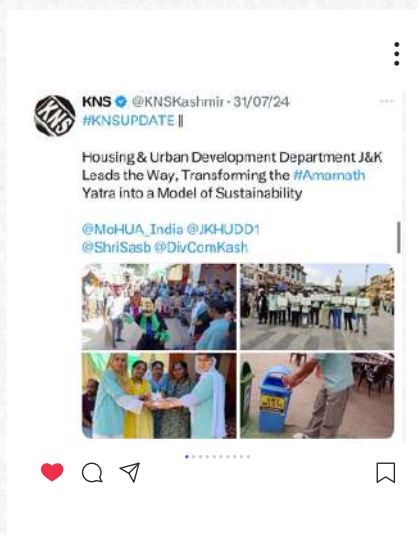 KNS
KNS @KNSKashmir · 31/07/24
#KNSUPDATE ||
Housing & Urban Development Department J&K
Leads the Way, Transforming the #Amarnath
Yatra into a Model of Sustainability
@MoHUA_India @JKHUDD1
@ShriSasb @DivComKash